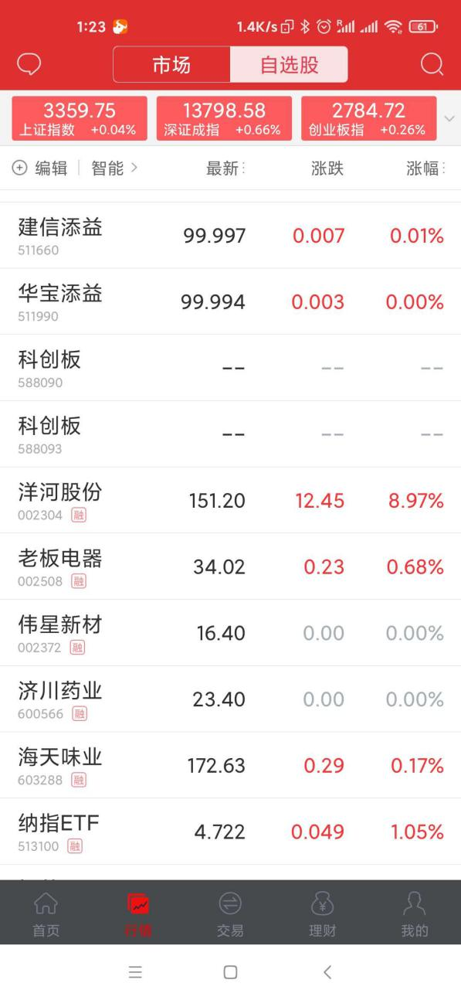 1:23
1.4K/s
R
61
市场
自选股
3359.75
上证指数 +0.04%
13798.58
深证成指 +0.66%
2784.72
创业板指 +0.26%
编辑 智能 最新 涨跌 涨幅
建信添益 99.997 0.007 0.01%
511660
华宝添益 99.994 0.003 0.00%
511990
科创板 -- -- --
588090
科创板 -- -- --
588093
洋河股份 151.20 12.45 8.97%
002304 融
老板电器 34.02 0.23 0.68%
002508 融
伟星新材 16.40 0.00 0.00%
002372 融
济川药业 23.40 0.00 0.00%
600566 融
海天味业 172.63 0.29 0.17%
603288 融
纳指ETF 4.722 0.049 1.05%
513100 融
首页 行情 交易 理财 我的